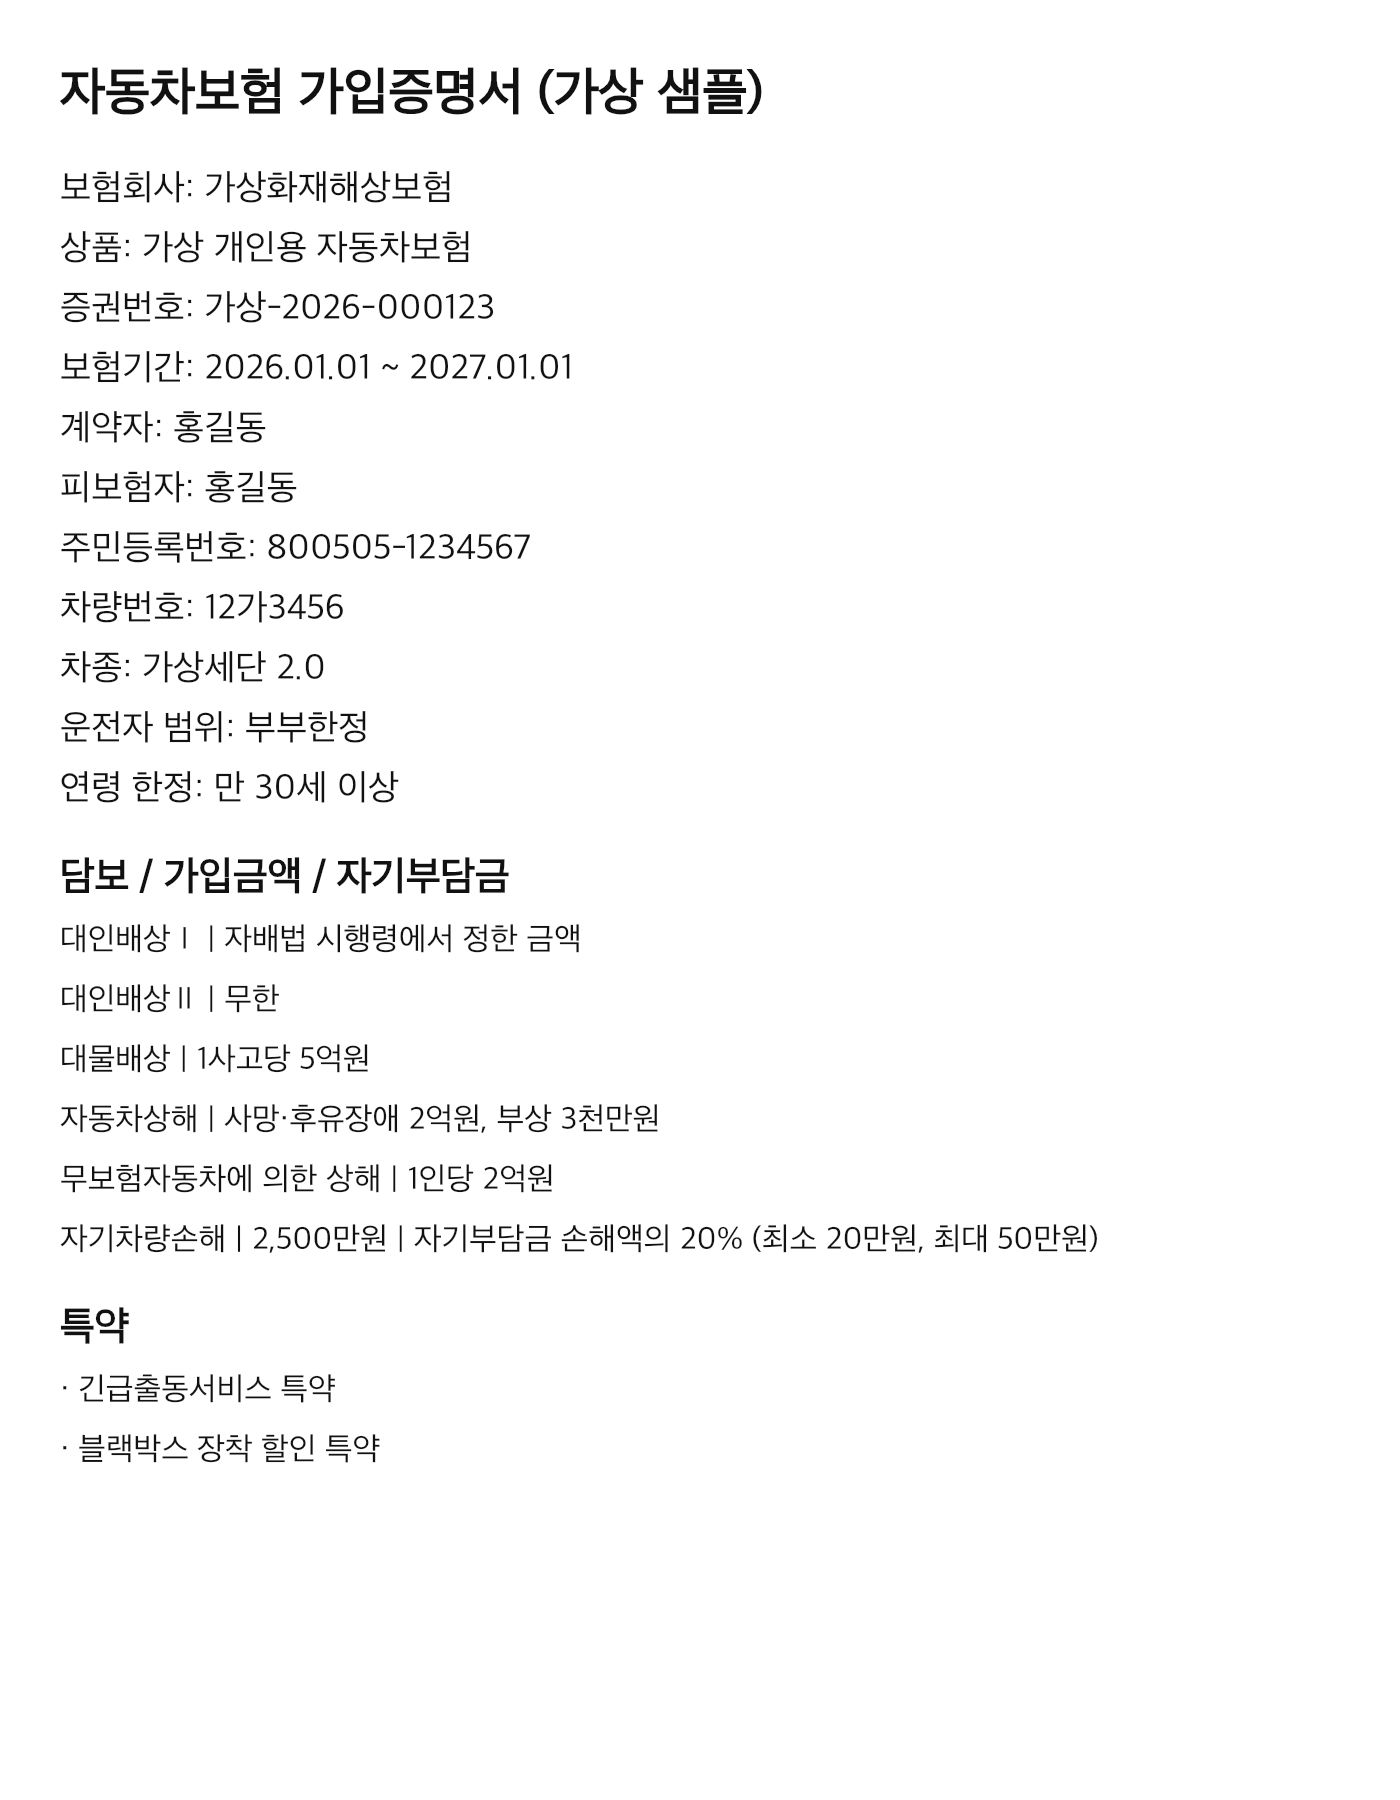 자동차보험 가입증명서 (가상 샘플)
보험회사: 가상화재해상보험
상품: 가상 개인용 자동차보험
증권번호: 가상-2026-000123
보험기간: 2026.01.01 ~ 2027.01.01
계약자: 홍길동
피보험자: 홍길동
주민등록번호: 800505-1234567
차량번호: 12가3456
차종: 가상세단 2.0
운전자 범위: 부부한정
연령 한정: 만 30세 이상
담보 / 가입금액 / 자기부담금
대인배상Ⅰ | 자배법 시행령에서 정한 금액
대인배상Ⅱ | 무한
대물배상 | 1사고당 5억원
자동차상해 | 사망·후유장애 2억원, 부상 3천만원
무보험자동차에 의한 상해 | 1인당 2억원
자기차량손해 | 2,500만원 | 자기부담금 손해액의 20% (최소 20만원, 최대 50만원)
특약
· 긴급출동서비스 특약
· 블랙박스 장착 할인 특약